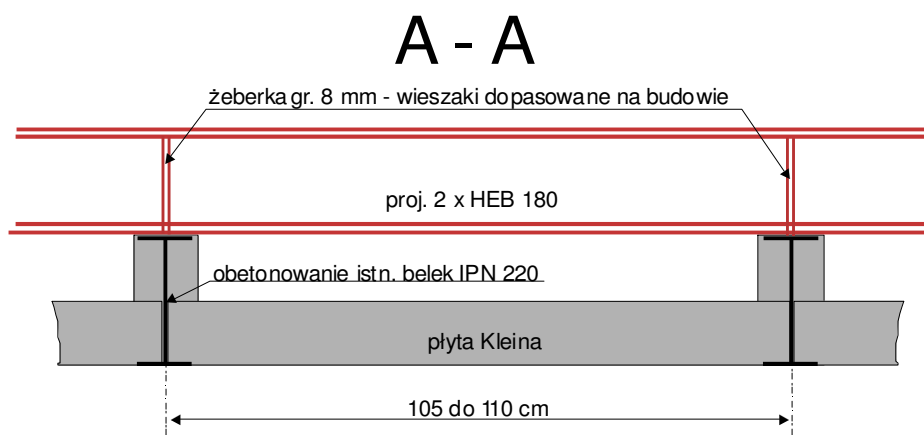 A - A
żeberka gr. 8 mm - wieszaki dopasowane na budowie
proj. 2 x HEB 180
obetonowanie istn. belek IPN 220
płyta Kleina
105 do 110 cm